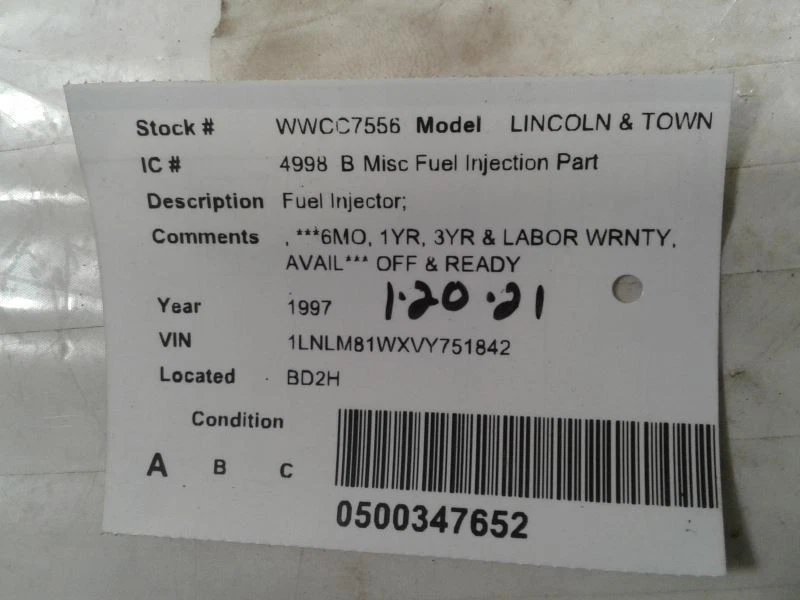 Stock # WWCC7556 Model LINCOLN & TOWN
IC # 4998 B Misc Fuel Injection Part
Description Fuel Injector;
Comments , ***6MO, 1YR, 3YR & LABOR WRNTY,
AVAIL*** OFF & READY
Year 1997 1.20.21
VIN 1LNLM81WXVY751842
Located BD2H
Condition
A B C
0500347652